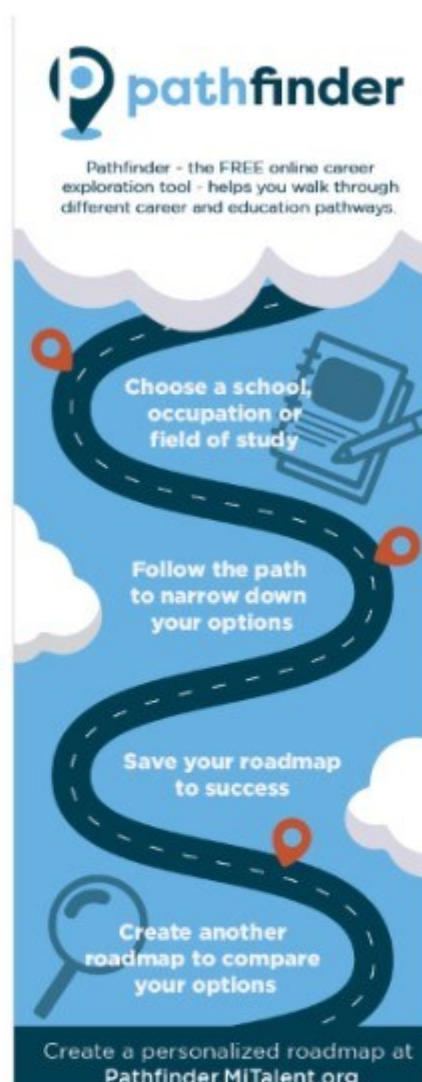 pathfinder
Pathfinder - the FREE online career
exploration tool - helps you walk through
different career and education pathways.
Choose a school,
occupation or
field of study
Follow the path
to narrow down
your options
Save your roadmap
to success
Create another
roadmap to compare
your options
Create a personalized roadmap at
Pathfinder.MiTalent.org